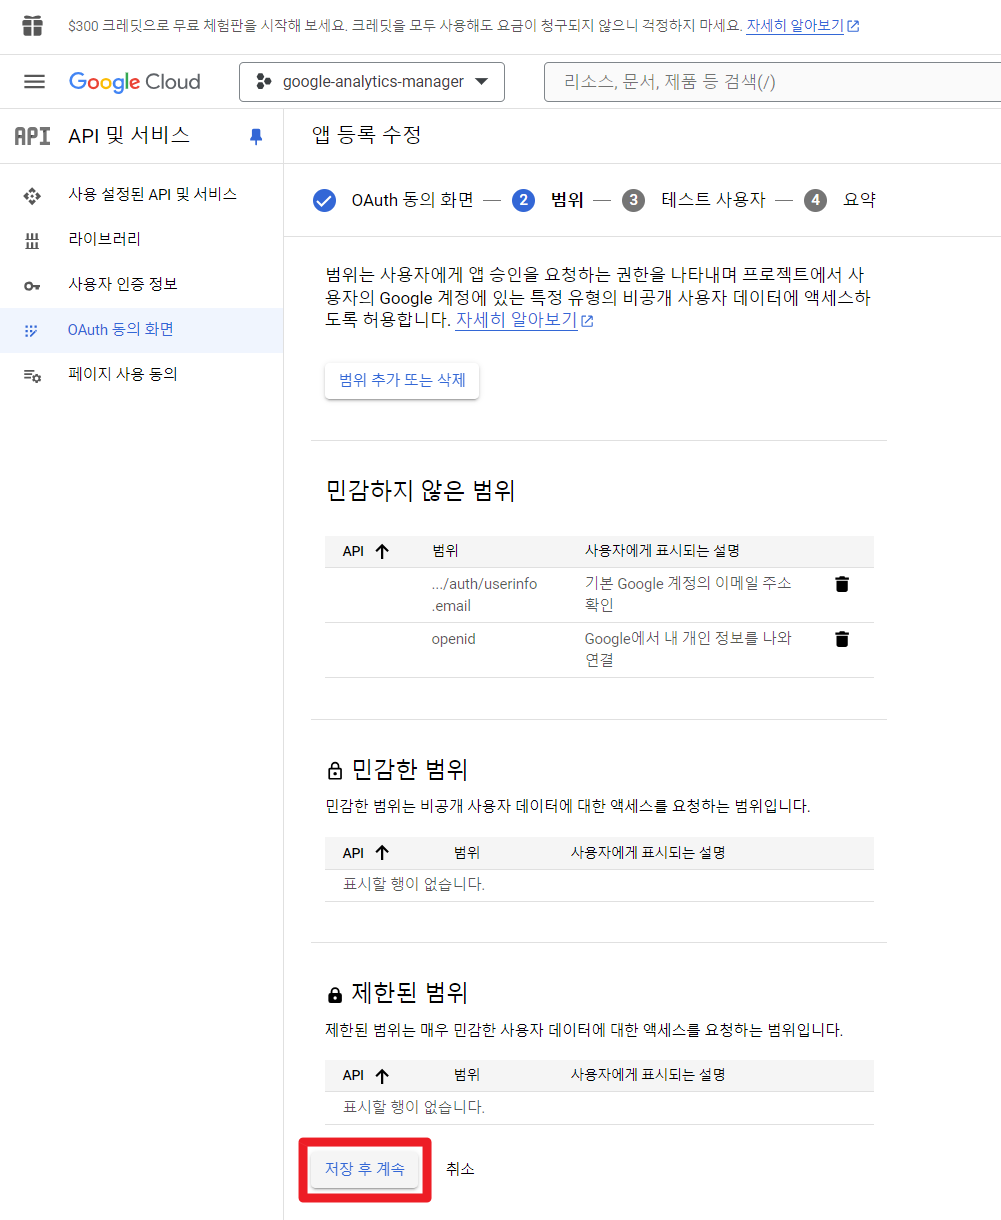 $300 크레딧으로 무료 체험판을 시작해 보세요. 크레딧을 모두 사용해도 요금이 청구되지 않으니 걱정하지 마세요. 자세히 알아보기
Google Cloud
google-analytics-manager
리소스, 문서, 제품 등 검색(/)
API API 및 서비스
사용 설정된 API 및 서비스
라이브러리
사용자 인증 정보
OAuth 동의 화면
페이지 사용 동의
앱 등록 수정
OAuth 동의 화면 — 2 범위 — 3 테스트 사용자 — 4 요약
범위는 사용자에게 앱 승인을 요청하는 권한을 나타내며 프로젝트에서 사
용자의 Google 계정에 있는 특정 유형의 비공개 사용자 데이터에 액세스하
도록 허용합니다. 자세히 알아보기
범위 추가 또는 삭제
민감하지 않은 범위
API 범위 사용자에게 표시되는 설명
.../auth/userinfo 기본 Google 계정의 이메일 주소
.email 확인
openid Google에서 내 개인 정보를 나와
연결
민감한 범위
민감한 범위는 비공개 사용자 데이터에 대한 액세스를 요청하는 범위입니다.
API 범위 사용자에게 표시되는 설명
표시할 행이 없습니다.
제한된 범위
제한된 범위는 매우 민감한 사용자 데이터에 대한 액세스를 요청하는 범위입니다.
API 범위 사용자에게 표시되는 설명
표시할 행이 없습니다.
저장 후 계속 취소